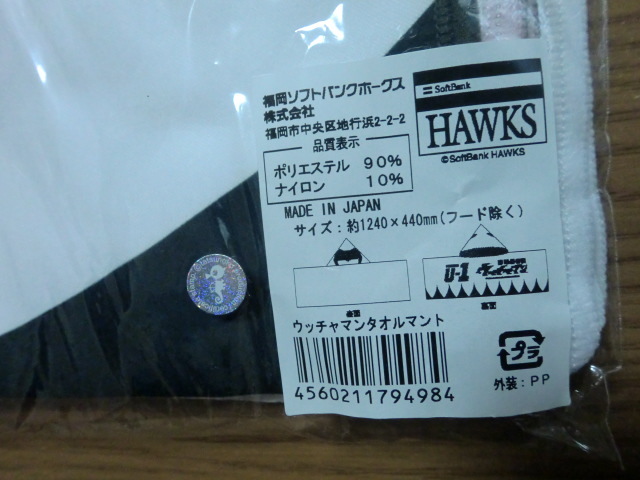 福岡ソフトバンクホークス
株式会社
福岡市中央区地行浜2-2-2
SoftBank
HAWKS
©SoftBank HAWKS
品質表示
ポリエステル 90%
ナイロン 10%
MADE IN JAPAN
サイズ：約1240×440mm(フード除く)
U-1
ウッチャマンタオルマント
4560211794984
プラ
外装：PP